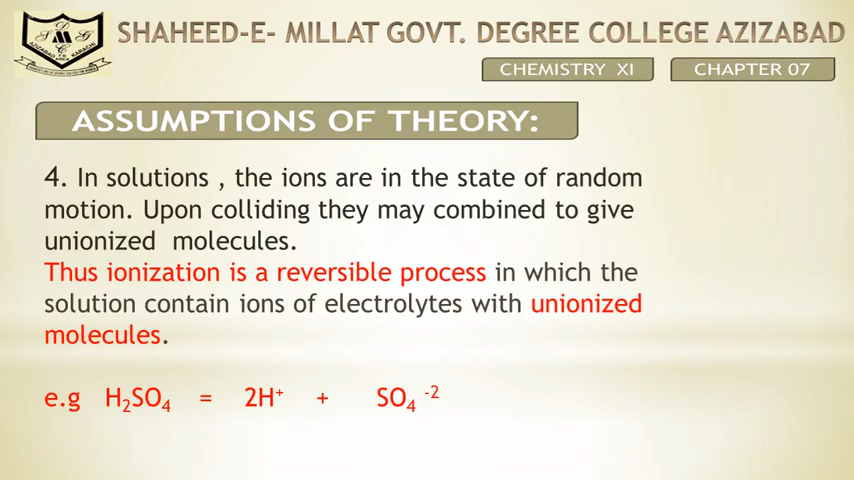 SHAHEED-E- MILLAT GOVT. DEGREE COLLEGE AZIZABAD
CHEMISTRY XI
CHAPTER 07
ASSUMPTIONS OF THEORY:
4. In solutions , the ions are in the state of random
motion. Upon colliding they may combined to give
unionized molecules.
Thus ionization is a reversible process in which the
solution contain ions of electrolytes with unionized
molecules.
e.g H₂SO₄ = 2H⁺ + SO₄ ⁻²